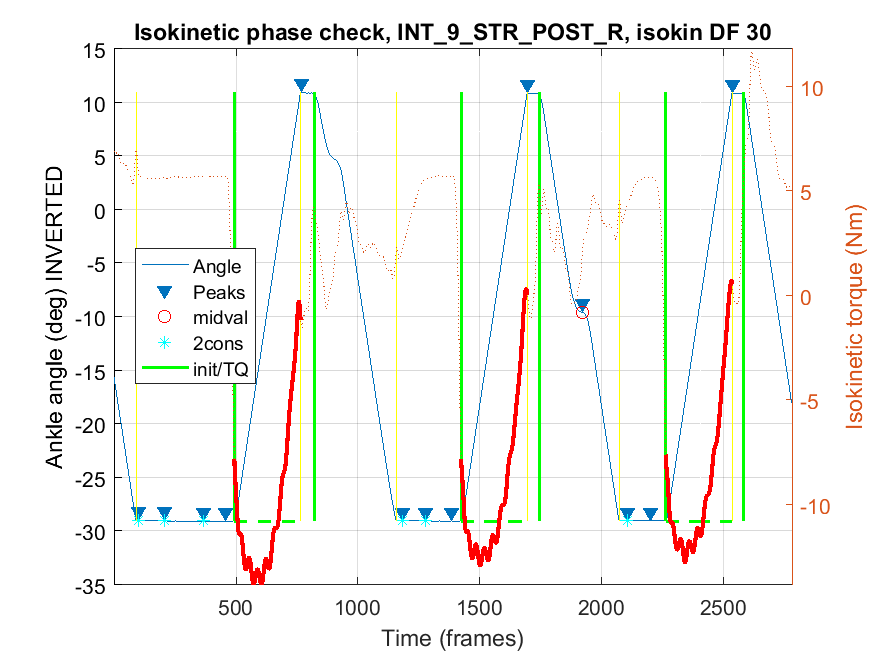 Isokinetic phase check, INT_9_STR_POST_R, isokin DF 30
Ankle angle (deg) INVERTED
15
10
5
0
-5
-10
-15
-20
-25
-30
-35
Angle
Peaks
midval
2cons
init/TQ
10
5
0
-5
-10
Isokinetic torque (Nm)
500
1000
1500
2000
2500
Time (frames)